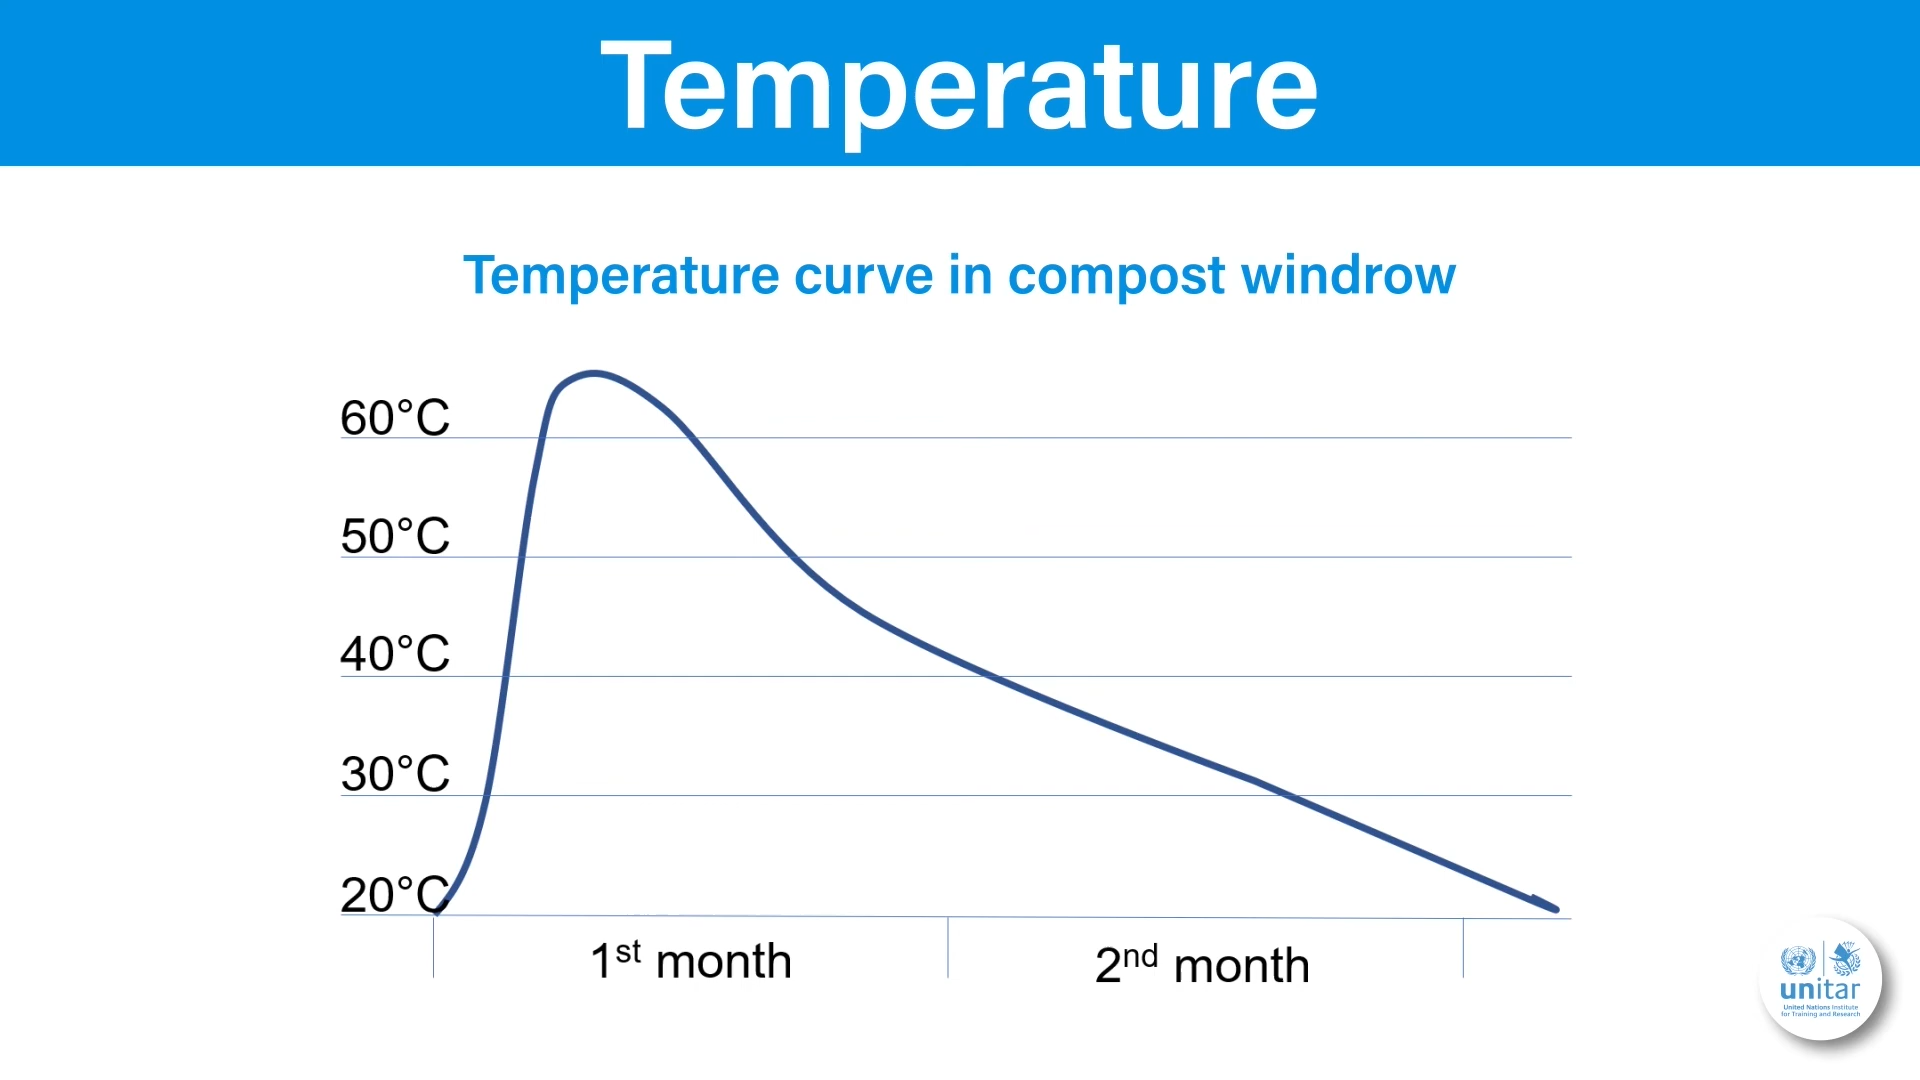 Temperature
Temperature curve in compost windrow
60°C
50°C
40°C
30°C
20°C
1st month
2nd month
unitar
United Nations Institute
for Training and Research